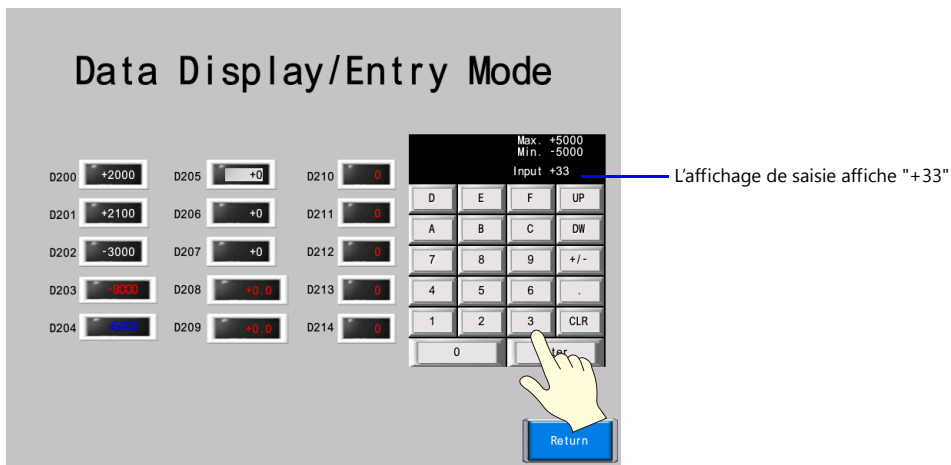 Data Display/Entry Mode
Max. +5000
Min. -5000
Input +33
L'affichage de saisie affiche "+33"
D200 +2000 D205 +0 D210 0
D201 +2100 D206 +0 D211 0
D202 -3000 D207 +0 D212 0
D203 -8000 D208 +0.0 D213 0
D204 -6000 D209 +0.0 D214 0
D E F UP
A B C DW
7 8 9 +/-
4 5 6 .
1 2 3 CLR
0 ter
Return